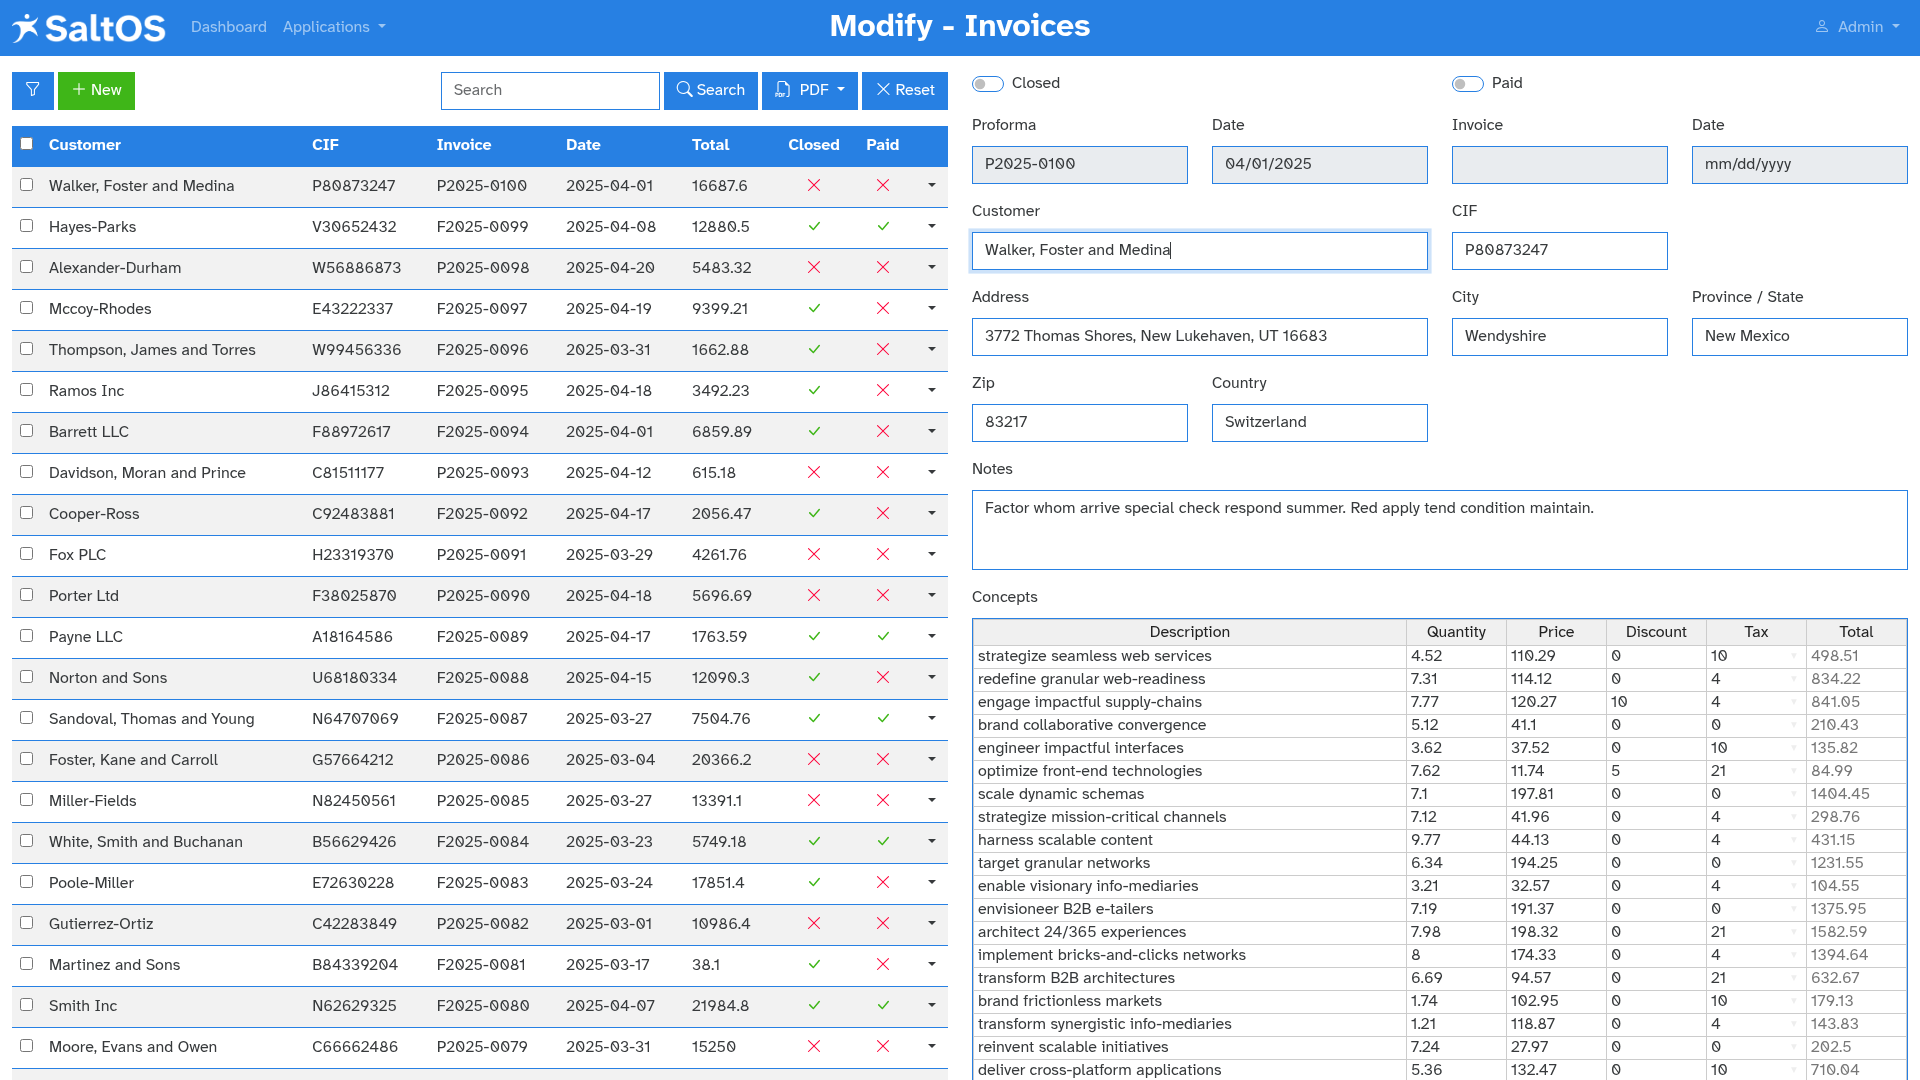 SaltOS Dashboard Applications Modify - Invoices Admin
New Search Search PDF Reset
Customer CIF Invoice Date Total Closed Paid
Walker, Foster and Medina P80873247 P2025-0100 2025-04-01 16687.6
Hayes-Parks V30652432 F2025-0099 2025-04-08 12880.5
Alexander-Durham W56886873 P2025-0098 2025-04-20 5483.32
Mccoy-Rhodes E43222337 F2025-0097 2025-04-19 9399.21
Thompson, James and Torres W99456336 F2025-0096 2025-03-31 1662.88
Ramos Inc J86415312 F2025-0095 2025-04-18 3492.23
Barrett LLC F88972617 F2025-0094 2025-04-01 6859.89
Davidson, Moran and Prince C81511177 P2025-0093 2025-04-12 615.18
Cooper-Ross C92483881 F2025-0092 2025-04-17 2056.47
Fox PLC H23319370 P2025-0091 2025-03-29 4261.76
Porter Ltd F38025870 P2025-0090 2025-04-18 5696.69
Payne LLC A18164586 F2025-0089 2025-04-17 1763.59
Norton and Sons U68180334 F2025-0088 2025-04-15 12090.3
Sandoval, Thomas and Young N64707069 F2025-0087 2025-03-27 7504.76
Foster, Kane and Carroll G57664212 P2025-0086 2025-03-04 20366.2
Miller-Fields N82450561 P2025-0085 2025-03-27 13391.1
White, Smith and Buchanan B56629426 F2025-0084 2025-03-23 5749.18
Poole-Miller E72630228 F2025-0083 2025-03-24 17851.4
Gutierrez-Ortiz C42283849 P2025-0082 2025-03-01 10986.4
Martinez and Sons B84339204 F2025-0081 2025-03-17 38.1
Smith Inc N62629325 F2025-0080 2025-04-07 21984.8
Moore, Evans and Owen C66662486 P2025-0079 2025-03-31 15250
Closed Paid
Proforma Date Invoice Date
P2025-0100 04/01/2025 mm/dd/yyyy
Customer CIF
Walker, Foster and Medina P80873247
Address City Province / State
3772 Thomas Shores, New Lukehaven, UT 16683 Wendyshire New Mexico
Zip Country
83217 Switzerland
Notes
Factor whom arrive special check respond summer. Red apply tend condition maintain.
Concepts
Description Quantity Price Discount Tax Total
strategize seamless web services 4.52 110.29 0 10 498.51
redefine granular web-readiness 7.31 114.12 0 4 834.22
engage impactful supply-chains 7.77 120.27 10 4 841.05
brand collaborative convergence 5.12 41.1 0 0 210.43
engineer impactful interfaces 3.62 37.52 0 10 135.82
optimize front-end technologies 7.62 11.74 5 21 84.99
scale dynamic schemas 7.1 197.81 0 0 1404.45
strategize mission-critical channels 7.12 41.96 0 4 298.76
harness scalable content 9.77 44.13 0 4 431.15
target granular networks 6.34 194.25 0 0 1231.55
enable visionary info-mediaries 3.21 32.57 0 4 104.55
envisioneer B2B e-tailers 7.19 191.37 0 0 1375.95
architect 24/365 experiences 7.98 198.32 0 21 1582.59
implement bricks-and-clicks networks 8 174.33 0 4 1394.64
transform B2B architectures 6.69 94.57 0 21 632.67
brand frictionless markets 1.74 102.95 0 10 179.13
transform synergistic info-mediaries 1.21 118.87 0 4 143.83
reinvent scalable initiatives 7.24 27.97 0 0 202.5
deliver cross-platform applications 5.36 132.47 0 10 710.04